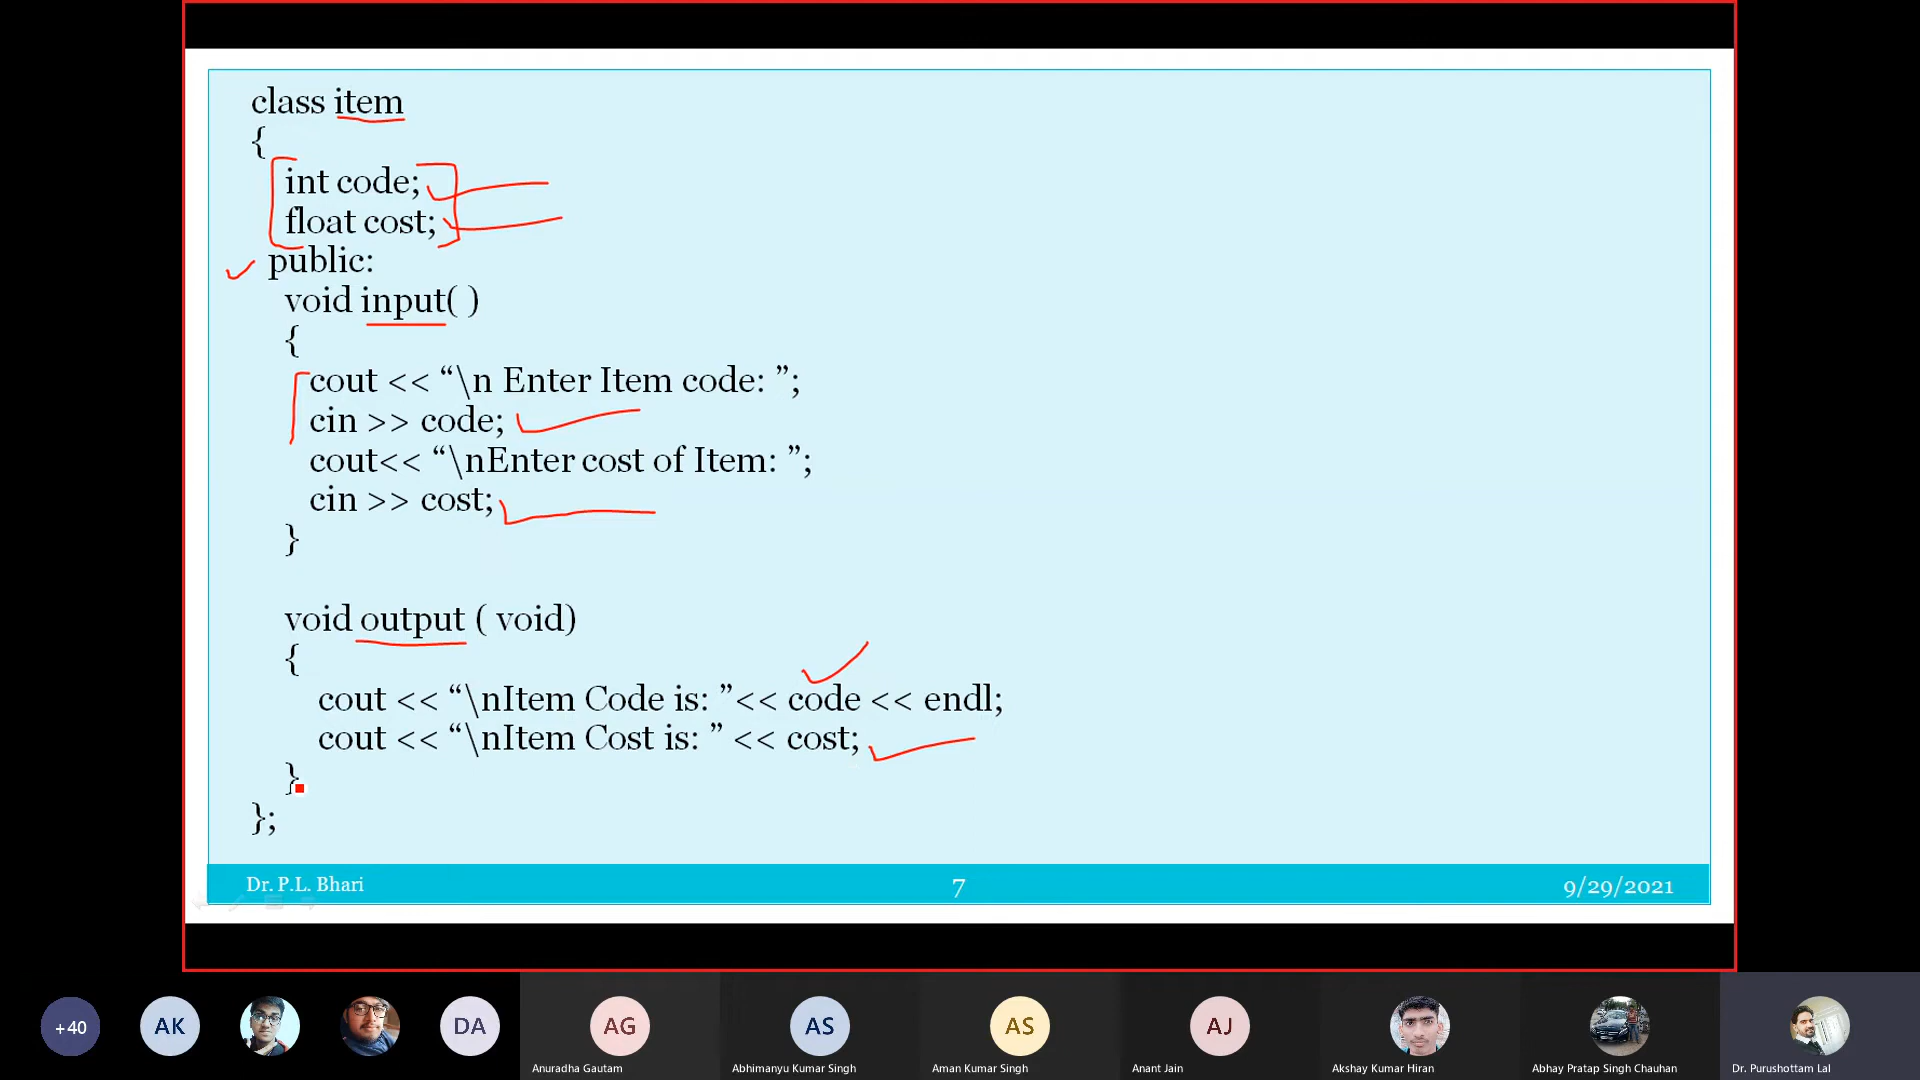 class item
{
int code;
float cost;
public:
void input( )
{
cout << “\n Enter Item code: ”;
cin >> code;
cout<< “\nEnter cost of Item: ”;
cin >> cost;
}
void output ( void)
{
cout << “\nItem Code is: ”<< code << endl;
cout << “\nItem Cost is: ” << cost;
}
};
Dr. P.L. Bhari
7
9/29/2021
+40
AK
DA
AG
AS
AS
AJ
Anuradha Gautam
Abhimanyu Kumar Singh
Aman Kumar Singh
Anant Jain
Akshay Kumar Hiran
Abhay Pratap Singh Chauhan
Dr. Purushottam Lal